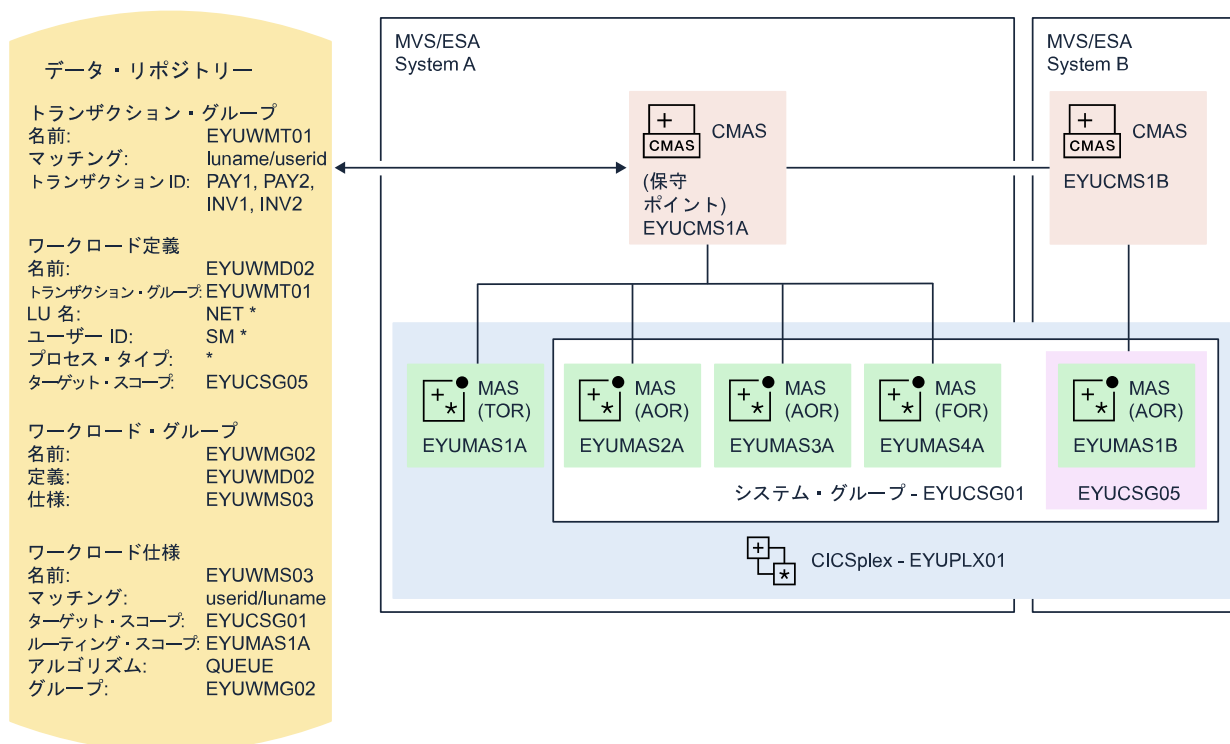 データ・リポジトリー
トランザクション・グループ
名前: EYUWMT01
マッチング: luname/userid
トランザクション ID: PAY1, PAY2,
INV1, INV2
ワークロード定義
名前: EYUWMD02
トランザクション・グループ: EYUWMT01
LU 名: NET *
ユーザー ID: SM *
プロセス・タイプ: *
ターゲット・スコープ: EYUCSG05
ワークロード・グループ
名前: EYUWMG02
定義: EYUWMD02
仕様: EYUWMS03
ワークロード仕様
名前: EYUWMS03
マッチング: userid/luname
ターゲット・スコープ: EYUCSG01
ルーティング・スコープ: EYUMAS1A
アルゴリズム: QUEUE
グループ: EYUWMG02
MVS/ESA
System A
+
CMAS
CMAS
(保守
ポイント)
EYUCMS1A
MVS/ESA
System B
+
CMAS
CMAS
EYUCMS1B
+
*
MAS
(TOR)
EYUMAS1A
+
*
MAS
(AOR)
EYUMAS2A
+
*
MAS
(AOR)
EYUMAS3A
+
*
MAS
(FOR)
EYUMAS4A
+
*
MAS
(AOR)
EYUMAS1B
システム・グループ - EYUCSG01
EYUCSG05
+
*
CICSplex - EYUPLX01